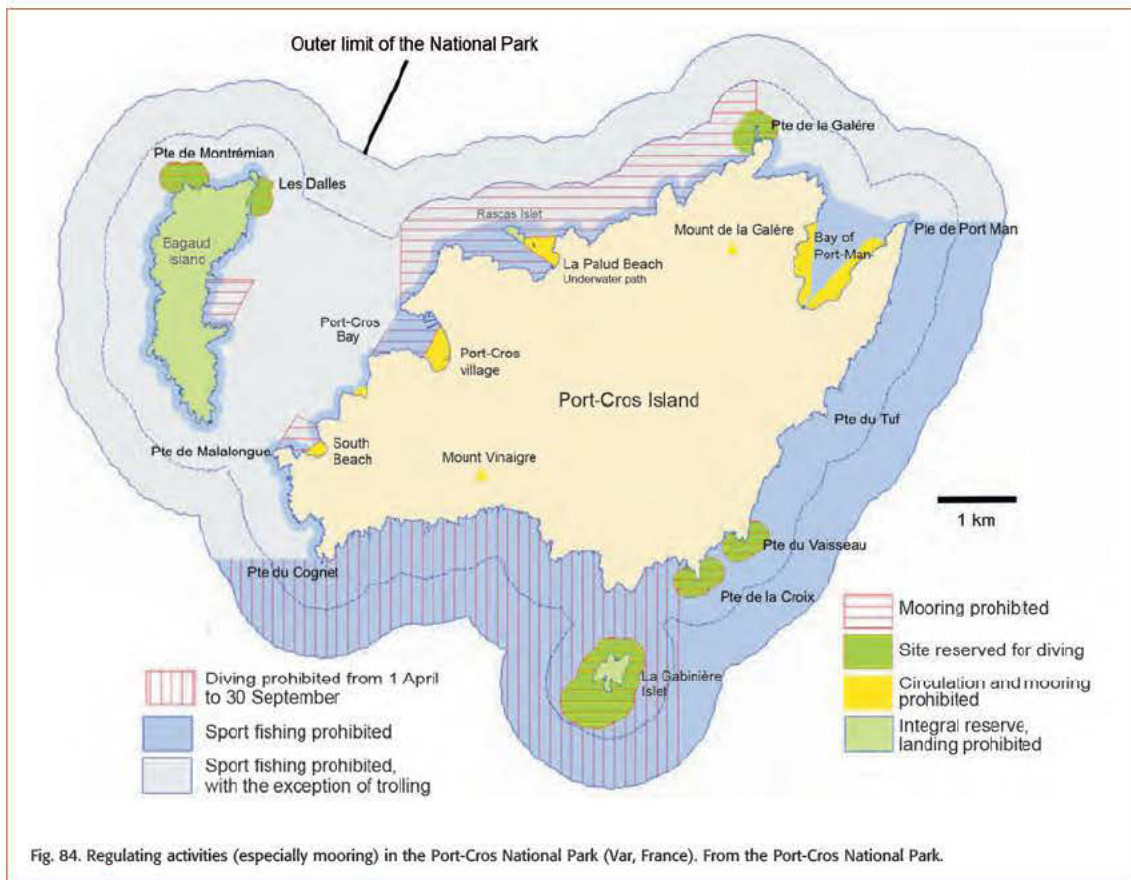 Outer limit of the National Park
Pte de la Galére
Pte de Montrémian
Les Dalles
Rascas Islet
Mount de la Galère
Pte de Port Man
Bagaud
Island
Bay of
Port-Man
La Palud Beach
Underwater path
Port-Cros
Bay
Port-Cros
village
Port-Cros Island
Pte du Tuf
Pte de Malalongue
South
Beach
Mount Vinaigre
1 km
Pte du Vaisseau
Pte du Cognet
Pte de la Croix
La Gabinière
Islet
Mooring prohibited
Site reserved for diving
Circulation and mooring
prohibited
Integral reserve,
landing prohibited
Diving prohibited from 1 April
to 30 September
Sport fishing prohibited
Sport fishing prohibited,
with the exception of trolling
Fig. 84. Regulating activities (especially mooring) in the Port-Cros National Park (Var, France). From the Port-Cros National Park.